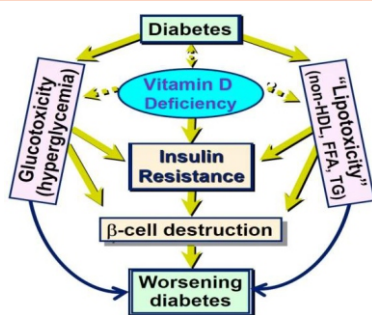 Diabetes
?
?
?
Vitamin D
Deficiency
Glucotoxicity
(hyperglycemia)
"Lipotoxicity"
(non-HDL, FFA, TG)
Insulin
Resistance
β-cell destruction
Worsening
diabetes